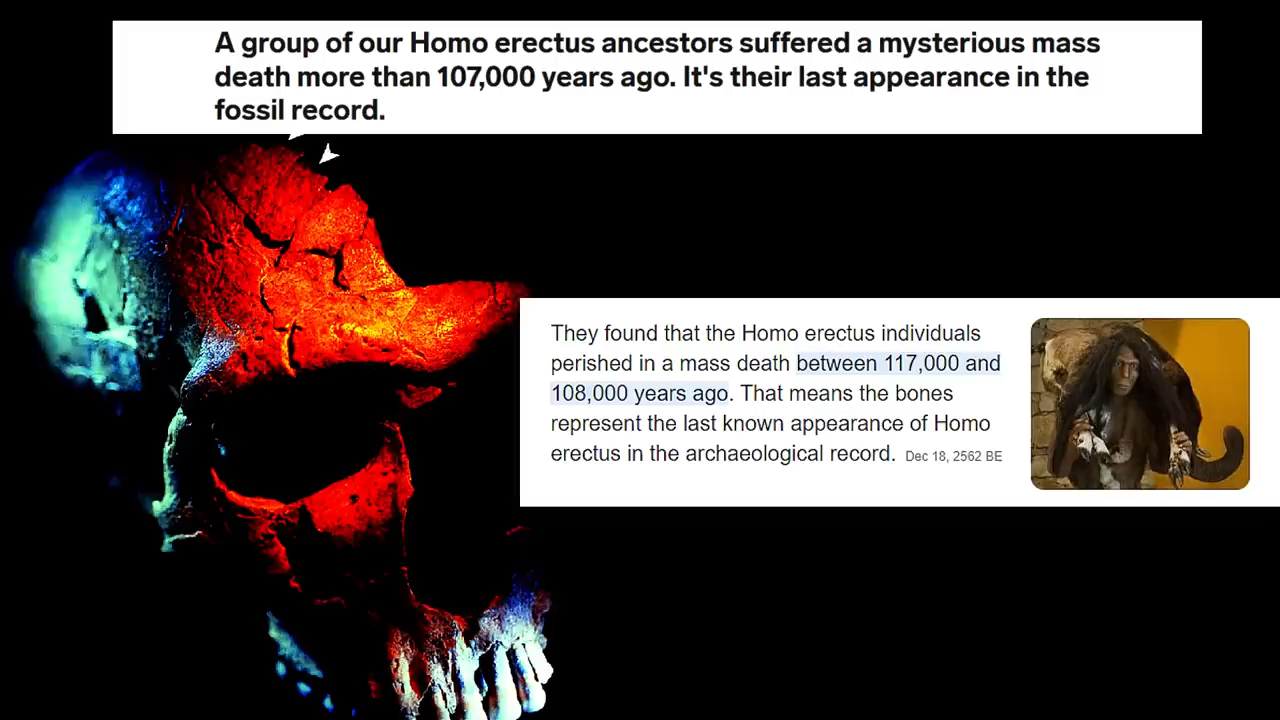 A group of our Homo erectus ancestors suffered a mysterious mass
death more than 107,000 years ago. It's their last appearance in the
fossil record.
They found that the Homo erectus individuals
perished in a mass death between 117,000 and
108,000 years ago. That means the bones
represent the last known appearance of Homo
erectus in the archaeological record. Dec 18, 2562 BE